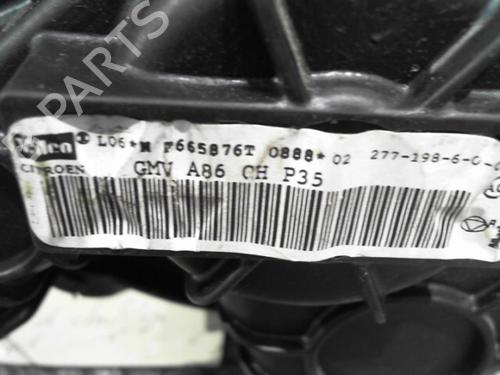 B-PARTS
Valeo L06*M F665876T 0888* 02 277-198-6-0-
CITROEN GMV A86 CH P35